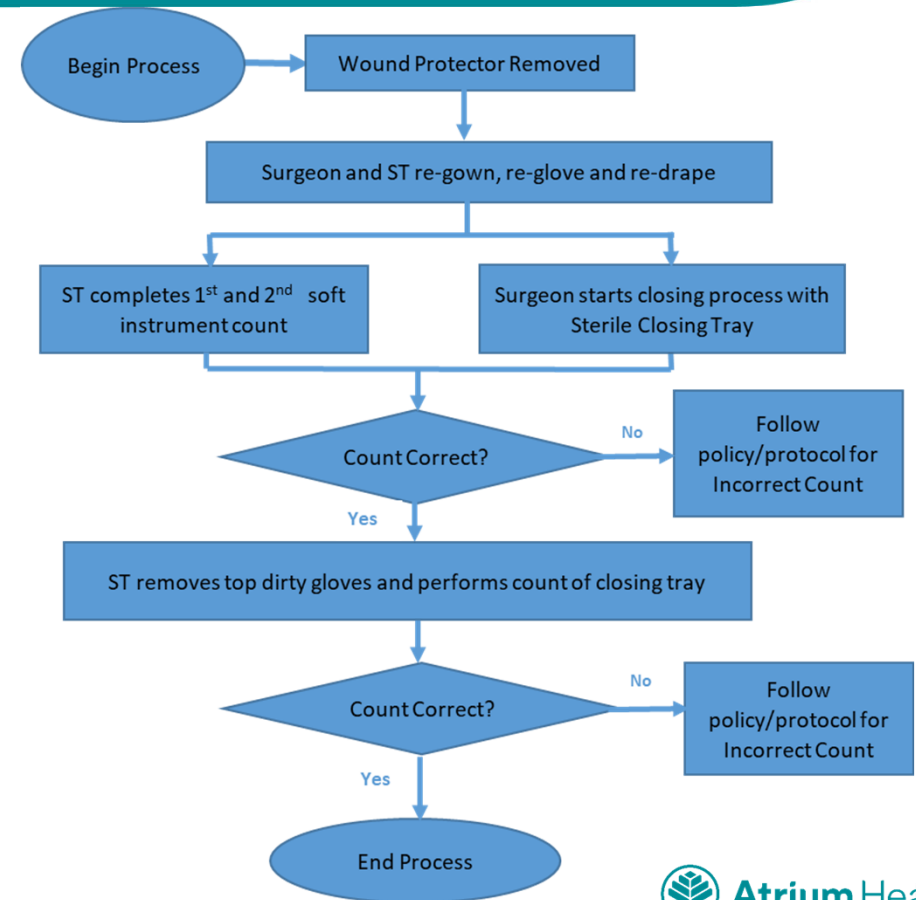 Begin Process
Wound Protector Removed
Surgeon and ST re-gown, re-glove and re-drape
ST completes 1st and 2nd soft
instrument count
Surgeon starts closing process with
Sterile Closing Tray
Count Correct?
No
Follow
policy/protocol for
Incorrect Count
Yes
ST removes top dirty gloves and performs count of closing tray
Count Correct?
No
Follow
policy/protocol for
Incorrect Count
Yes
End Process
Atrium Hea